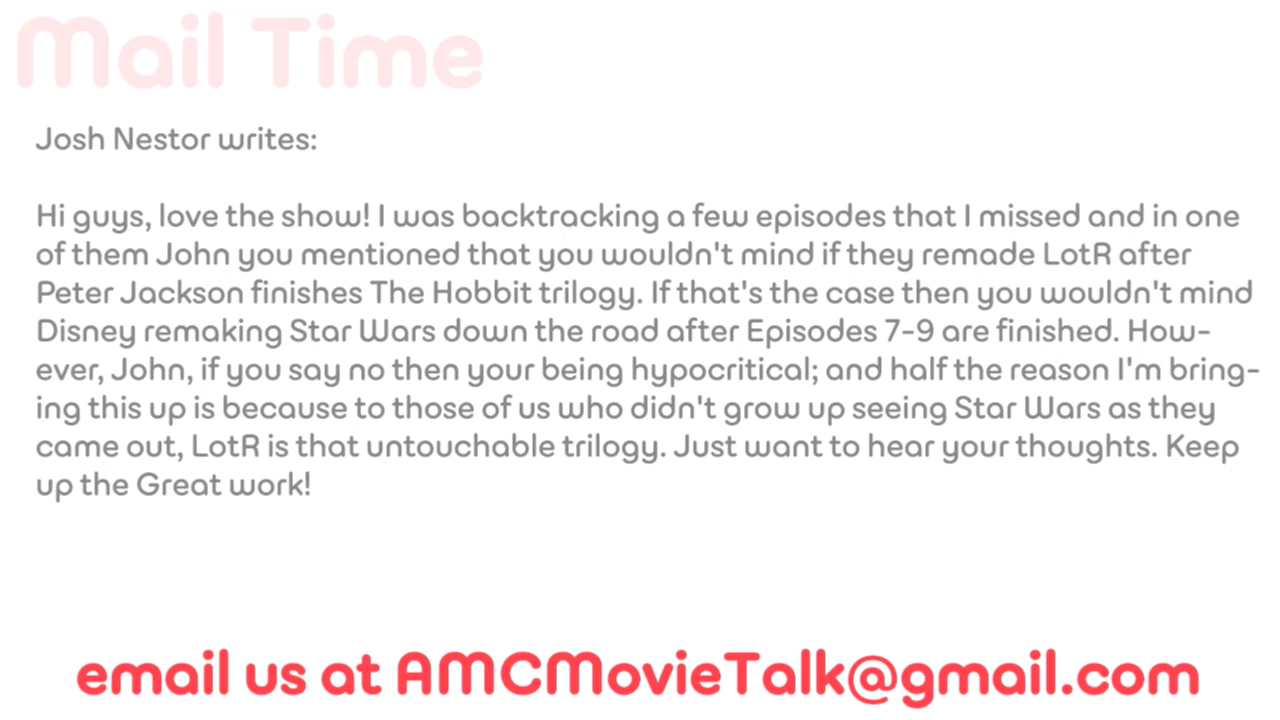 Mail Time
Josh Nestor writes:
Hi guys, love the show! I was backtracking a few episodes that I missed and in one
of them John you mentioned that you wouldn't mind if they remade LotR after
Peter Jackson finishes The Hobbit trilogy. If that's the case then you wouldn't mind
Disney remaking Star Wars down the road after Episodes 7-9 are finished. How-
ever, John, if you say no then your being hypocritical; and half the reason I'm bring-
ing this up is because to those of us who didn't grow up seeing Star Wars as they
came out, LotR is that untouchable trilogy. Just want to hear your thoughts. Keep
up the Great work!
email us at AMCMovieTalk@gmail.com